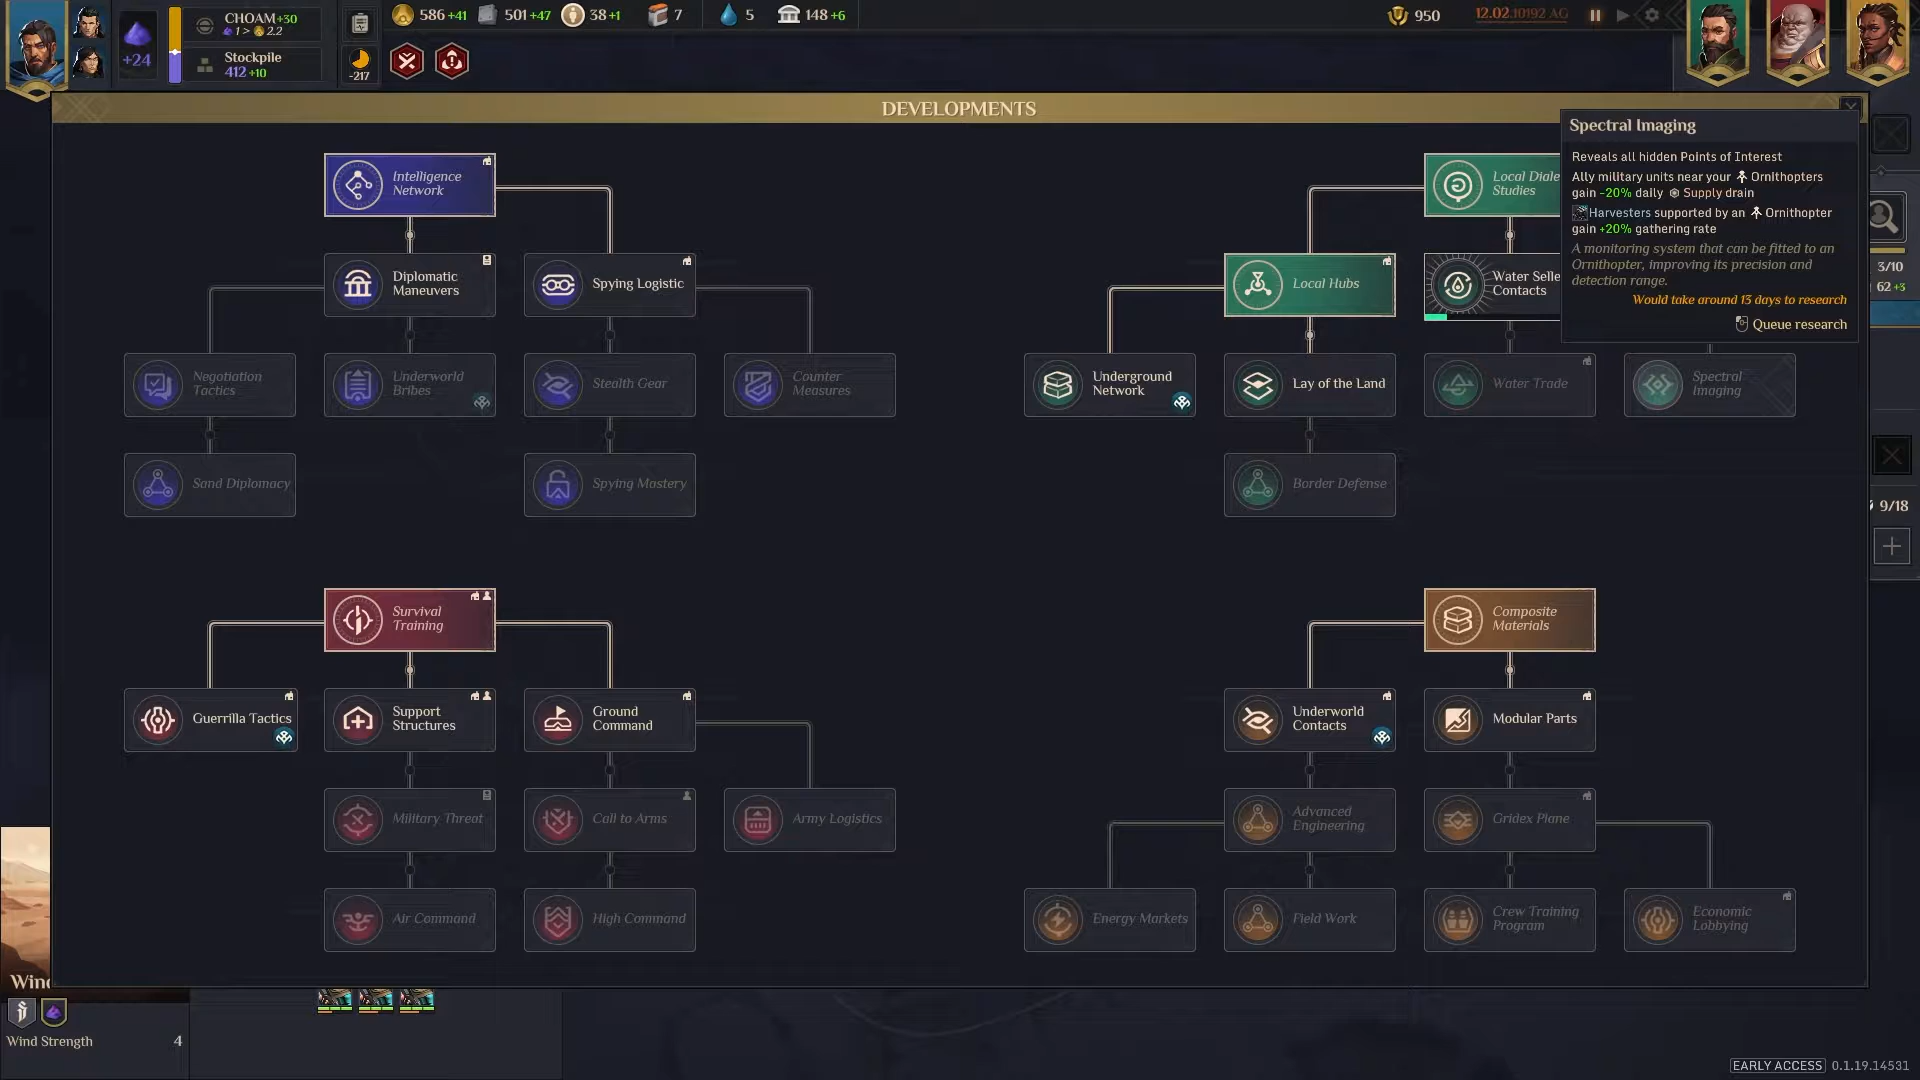 CHOAM+30
1 > 2.2
Stockpile
412 +10
+24
-217
586 +41
501 +47
38 +1
7
5
148 +6
950
12.02.10192 AG
DEVELOPMENTS
Spectral Imaging
Reveals all hidden Points of Interest
Ally military units near your Ornithopters
gain -20% daily Supply drain
Harvesters supported by an Ornithopter
gain +20% gathering rate
A monitoring system that can be fitted to an
Ornithopter, improving its precision and
detection range.
Would take around 13 days to research
Queue research
Intelligence
Network
Diplomatic
Maneuvers
Spying Logistic
Negotiation
Tactics
Underworld
Bribes
Stealth Gear
Counter
Measures
Sand Diplomacy
Spying Mastery
Local Diale
Studies
Local Hubs
Water Selle
Contacts
Underground
Network
Lay of the Land
Water Trade
Spectral
Imaging
Border Defense
Survival
Training
Guerrilla Tactics
Support
Structures
Ground
Command
Military Threat
Call to Arms
Army Logistics
Air Command
High Command
Composite
Materials
Underworld
Contacts
Modular Parts
Advanced
Engineering
Gridex Plane
Energy Markets
Field Work
Crew Training
Program
Economic
Lobbying
3/10
62 +3
9/18
Wind
Wind Strength 4
EARLY ACCESS 0.1.19.14531